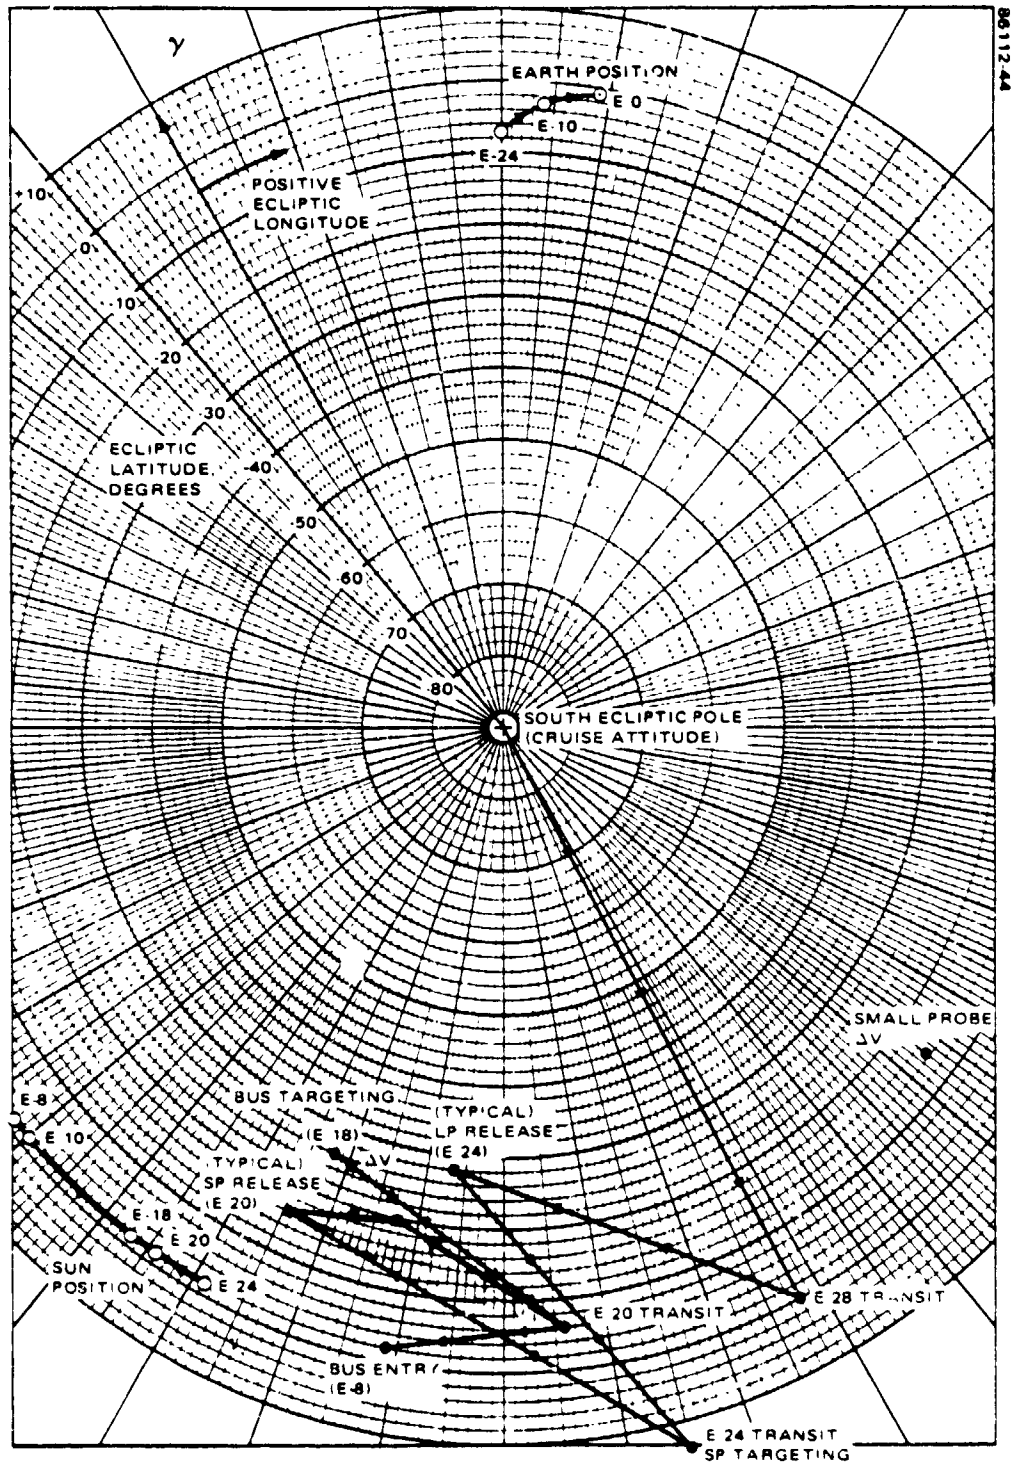 86112-44
γ
EARTH POSITION
E 0
E-10
E-24
POSITIVE
ECLIPTIC
LONGITUDE
+10
0
10
20
30
-40
50
60
70
80
ECLIPTIC
LATITUDE,
DEGREES
SOUTH ECLIPTIC POLE
(CRUISE ATTITUDE)
SMALL PROBE
ΔV
E-8
E 10
E-18
E 20
E 24
SUN
POSITION
BUS TARGETING
(E 18)
ΔV
(TYPICAL)
LP RELEASE
(E 24)
(TYPICAL)
SP RELEASE
(E 20)
E 20 TRANSIT
E 28 TRANSIT
BUS ENTRY
(E-8)
E 24 TRANSIT
SP TARGETING